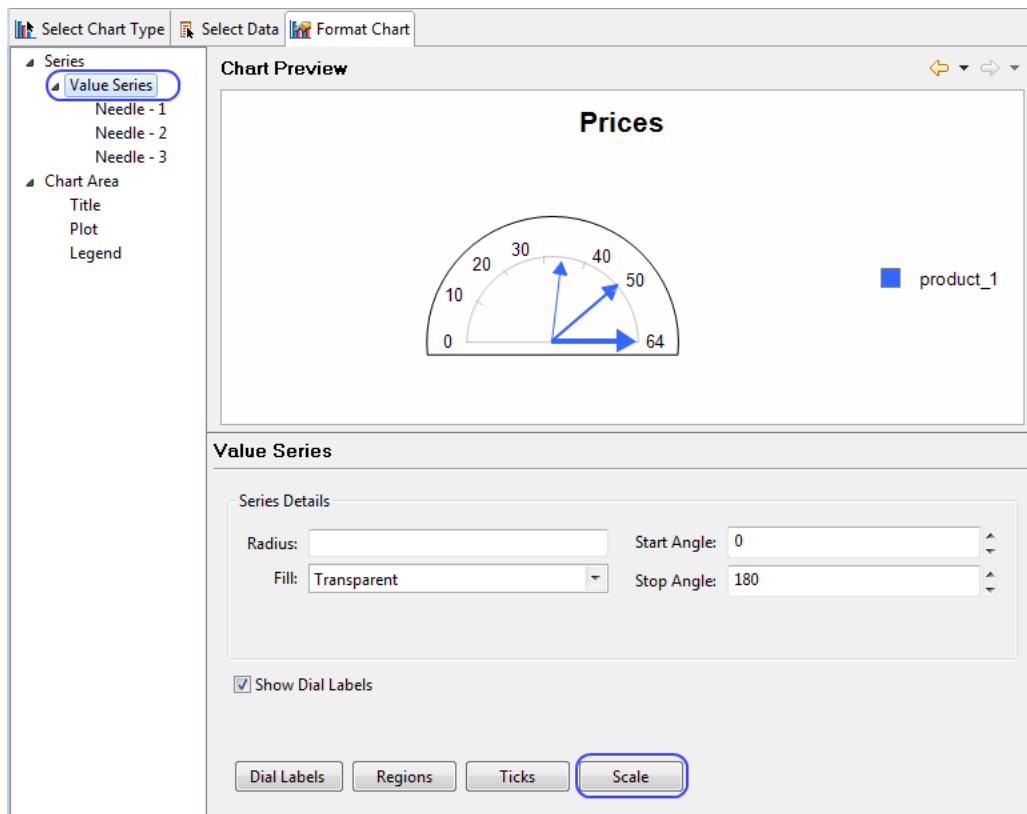 Select Chart Type Select Data Format Chart
Series
Value Series
Needle - 1
Needle - 2
Needle - 3
Chart Area
Title
Plot
Legend
Chart Preview
Prices
0 10 20 30 40 50 64
product_1
Value Series
Series Details
Radius: Start Angle: 0
Fill: Transparent Stop Angle: 180
Show Dial Labels
Dial Labels Regions Ticks Scale